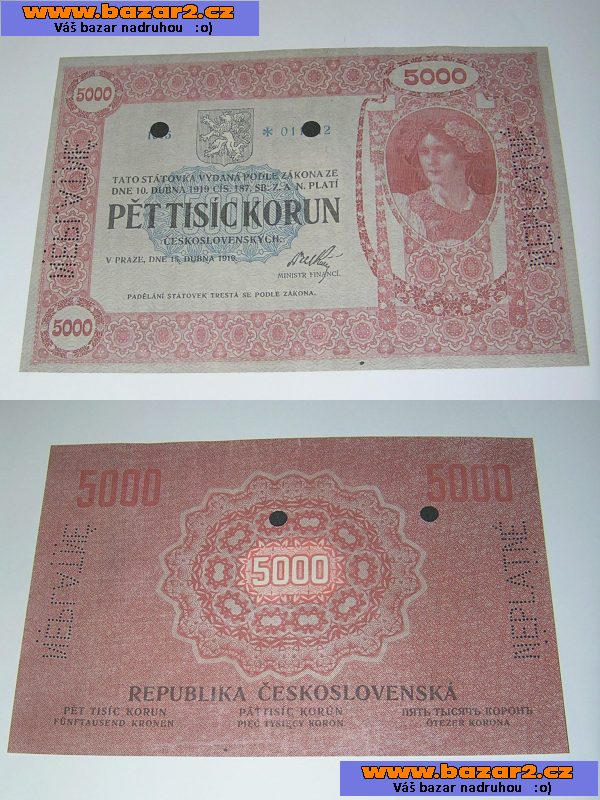 www.bazar2.cz
Váš bazar nadruhou :o)
5000
5000
TATO STÁTOVKA VYDANÁ PODLE ZÁKONA ZE
DNE 10. DUBNA 1919 ČÍS. 187, SB. Z. A N. PLATÍ
PĚT TISÍC KORUN
ČESKOSLOVENSKÝCH.
V PRAZE, DNE 15. DUBNA 1919.
MINISTR FINANCÍ.
PADĚLÁNÍ STÁTOVEK TRESTÁ SE PODLE ZÁKONA.
5000
NEPLATNÉ
5000
5000
5000
NEPLATNÉ
REPUBLIKA ČESKOSLOVENSKÁ
PĚT TISÍC KORUN PÄŤTISÍC KORÚN ПЯТЬ ТЫСЯЧЪ КОРОНЪ
FÜNFTAUSEND KRONEN PIEĆ TYSIĘCY KORON ÖTEZER KORONA
www.bazar2.cz
Váš bazar nadruhou :o)